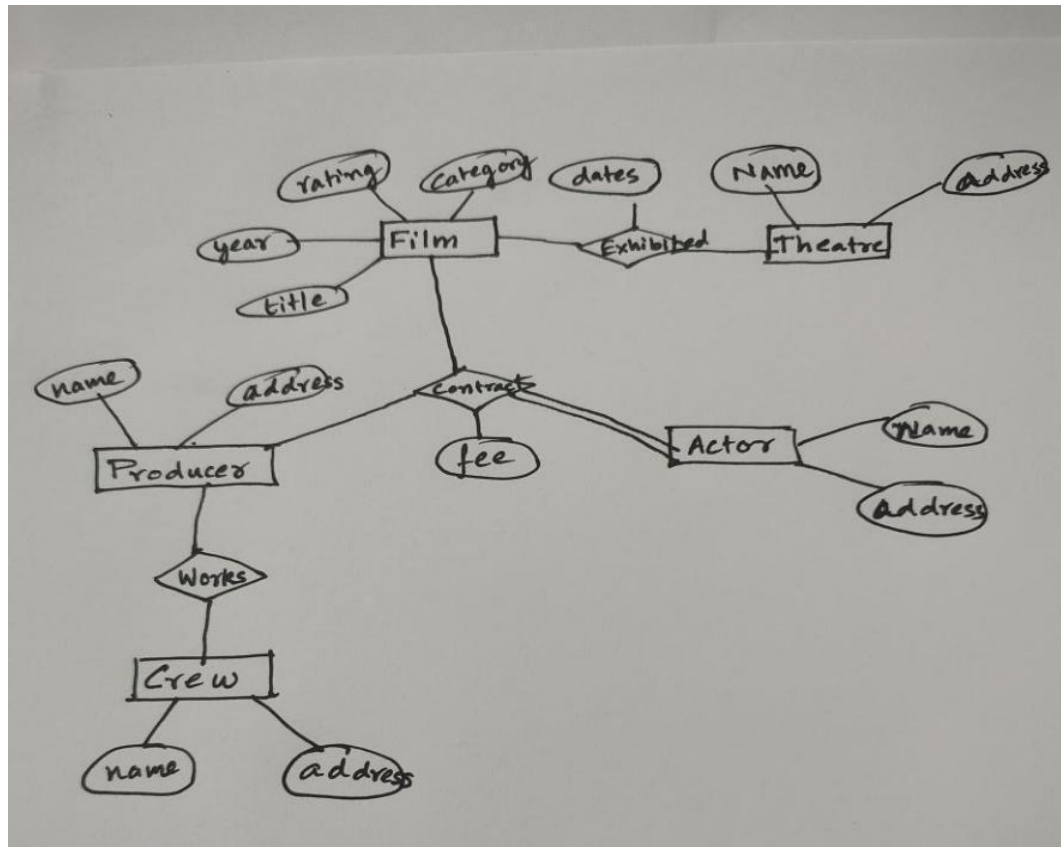 rating
category
dates
Name
Address
year
Film
Exhibited
Theatre
title
name
address
contract
Name
Producer
fee
Actor
Address
Works
Crew
name
address